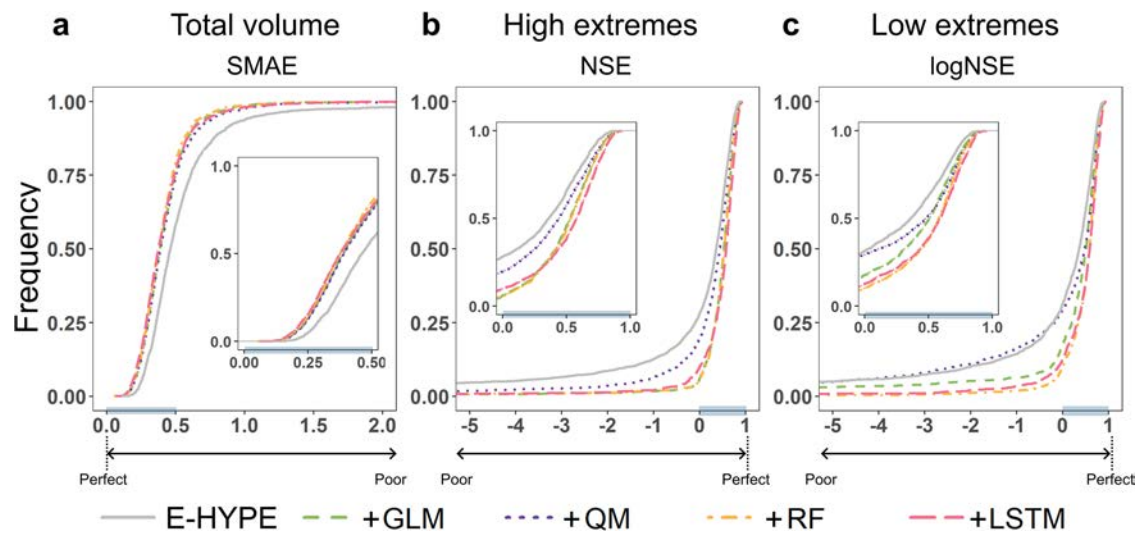 a Total volume b High extremes c Low extremes
SMAE NSE logNSE
Frequency
1.00 0.75 0.50 0.25 0.00
0.0 0.5 1.0 1.5 2.0
1.0 0.5 0.0
0.00 0.25 0.50
1.00 0.75 0.50 0.25 0.00
-5 -4 -3 -2 -1 0 1
1.0 0.5 0.0
0.0 0.5 1.0
1.00 0.75 0.50 0.25 0.00
-5 -4 -3 -2 -1 0 1
1.0 0.5 0.0
0.0 0.5 1.0
Perfect Poor Poor Perfect Poor Perfect
E-HYPE +GLM +QM +RF +LSTM